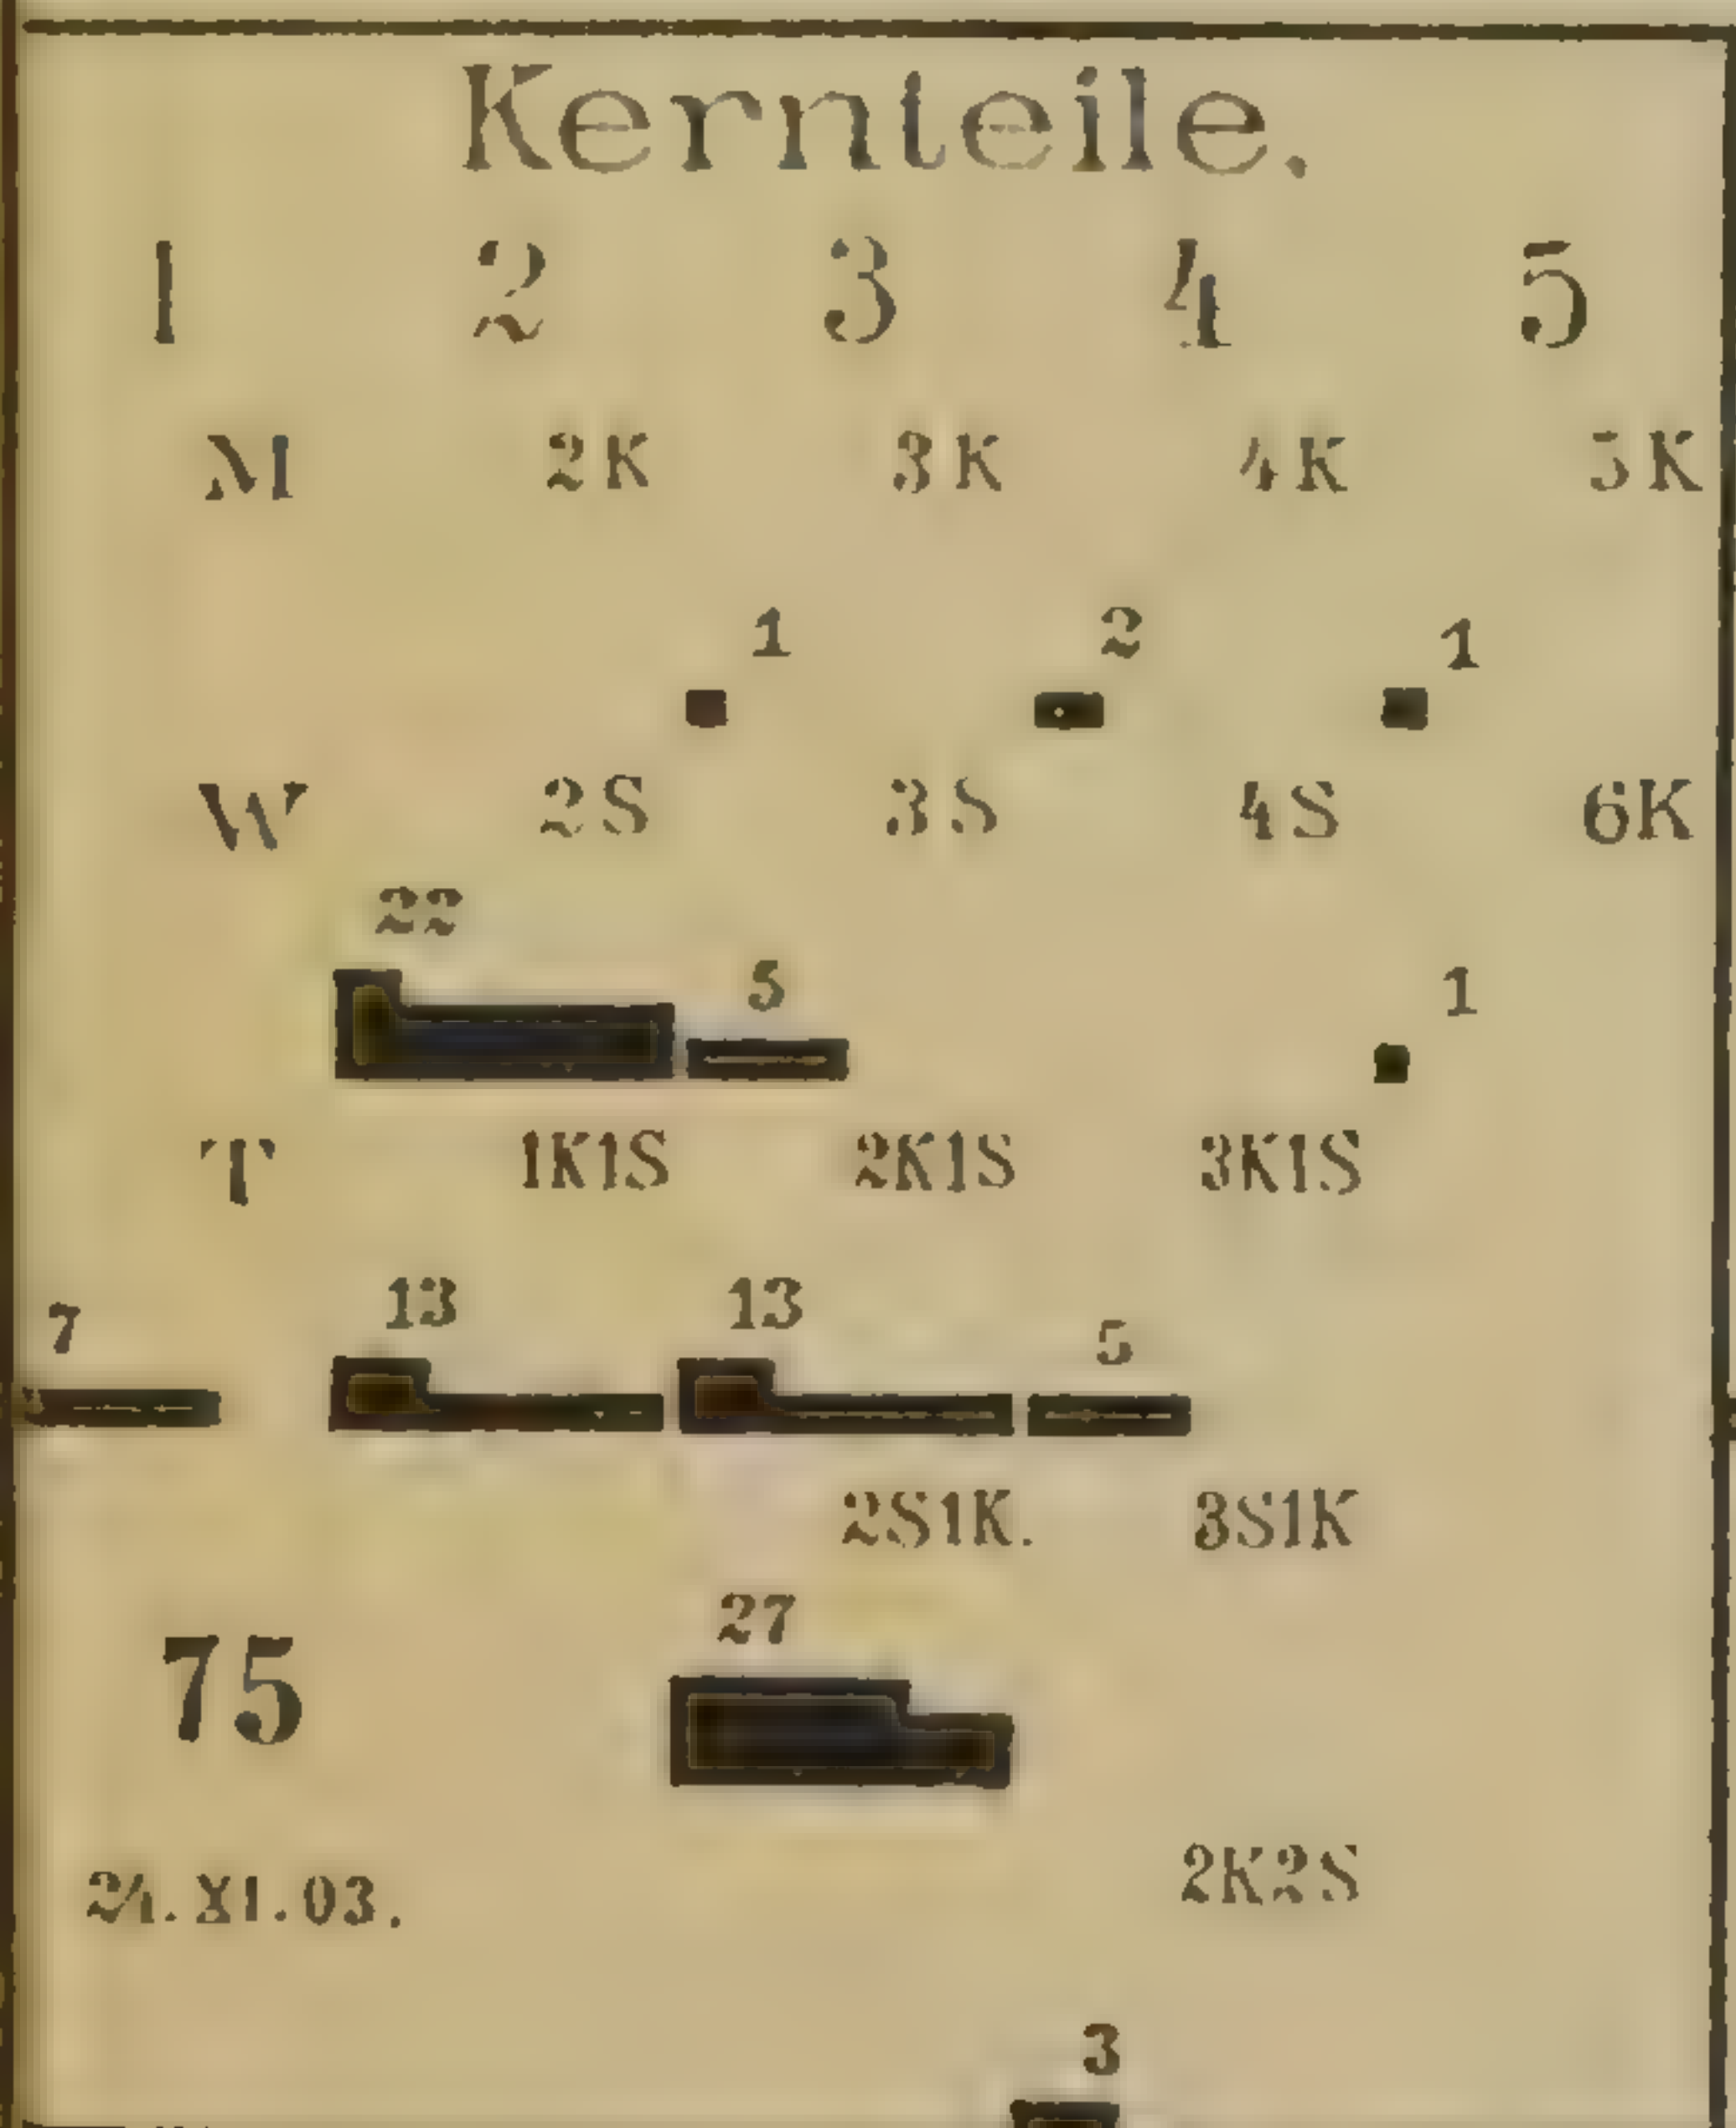 Kernteile.
1 2 3 4 5
M 2K 3K 4K 5K
1 2 1
W 2S 3S 4S 6K
22 5 1
T 1K1S 2K1S 3K1S
7 13 13 5
2S1K. 3S1K
27
75
2K2S
24.XI.03.
3